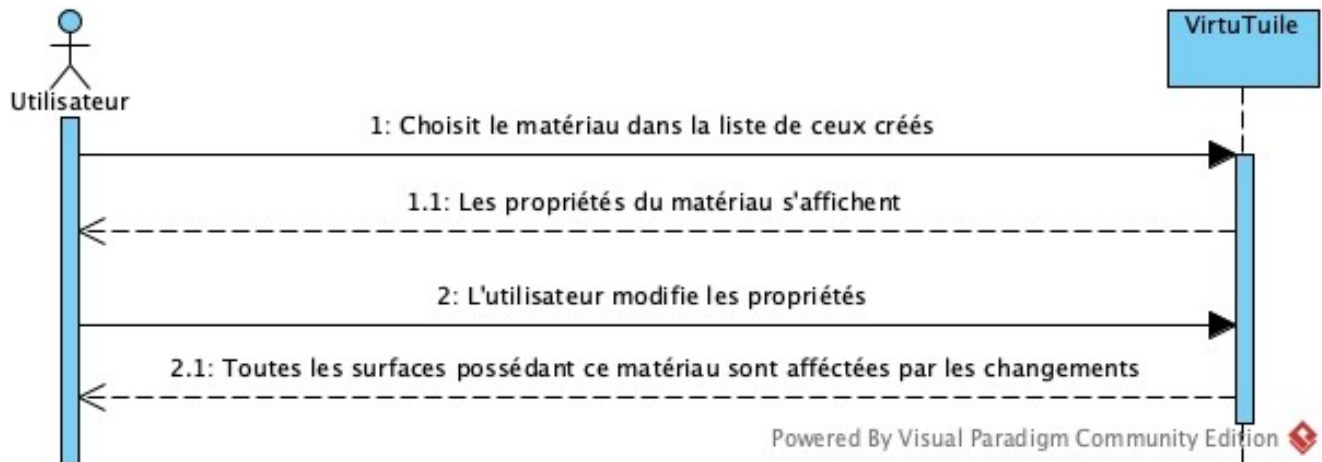 VirtuTuile
Utilisateur
1: Choisit le matériau dans la liste de ceux créés
1.1: Les propriétés du matériau s'affichent
2: L'utilisateur modifie les propriétés
2.1: Toutes les surfaces possédant ce matériau sont afféctées par les changements
Powered By Visual Paradigm Community Edition